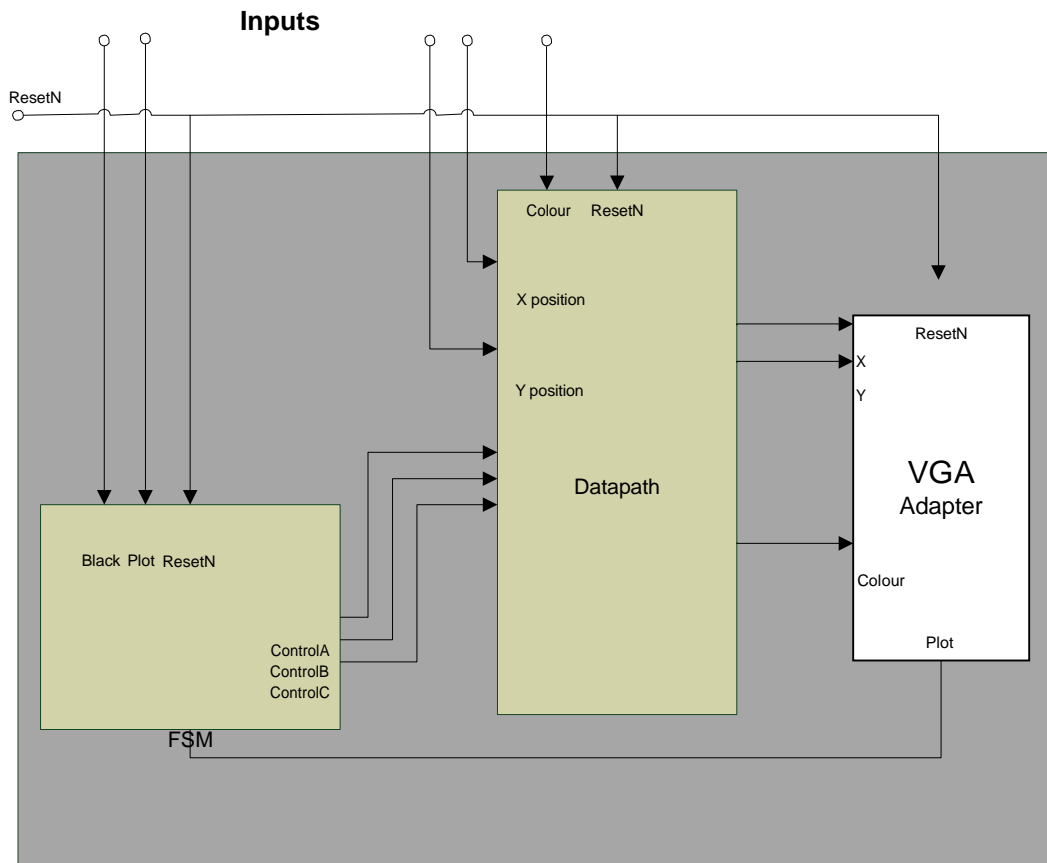 Inputs
ResetN
Colour ResetN
X position
ResetN
X
Y position
Y
Datapath
VGA
Adapter
Black Plot ResetN
Colour
ControlA
Plot
ControlB
ControlC
FSM